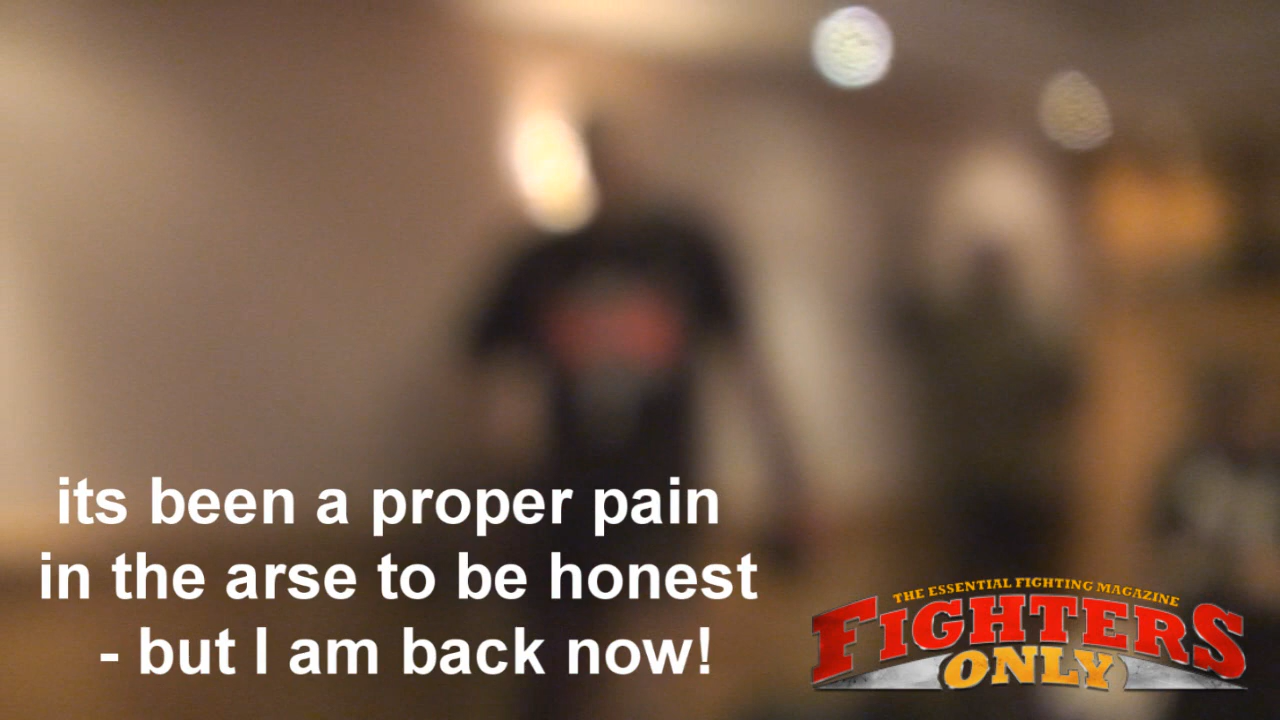 its been a proper pain
in the arse to be honest
- but I am back now!
THE ESSENTIAL FIGHTING MAGAZINE
FIGHTERS
ONLY